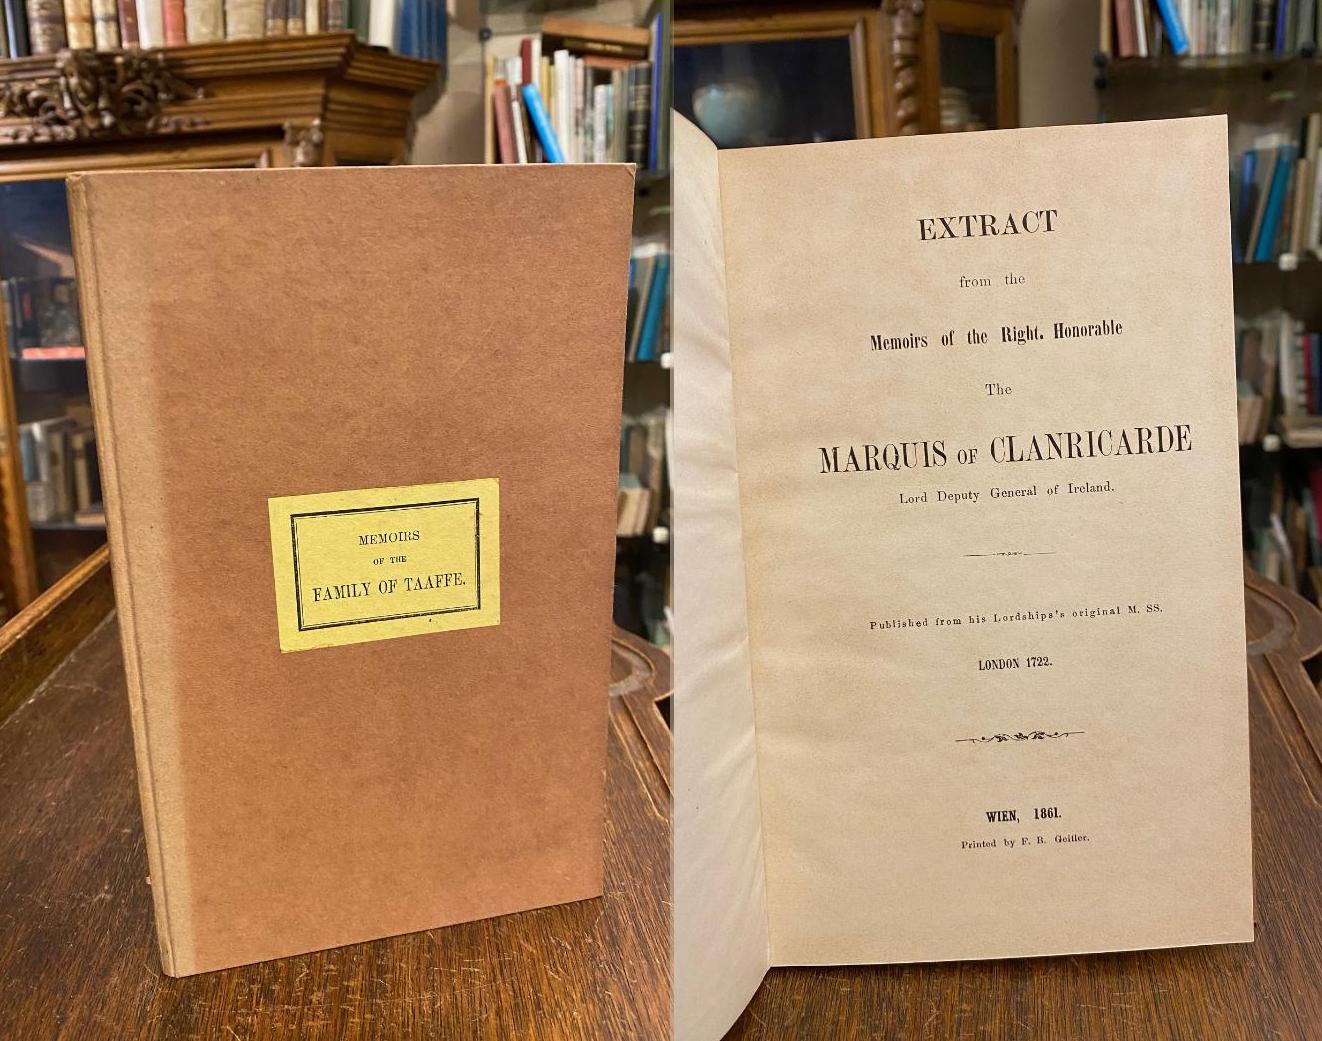 MEMOIRS
OF THE
FAMILY OF TAAFFE.
EXTRACT
from the
Memoirs of the Right. Honorable
The
MARQUIS OF CLANRICARDE
Lord Deputy General of Ireland.
Published from his Lordships's original M. SS.
LONDON 1722.
WIEN, 1861.
Printed by F. B. Geitler.